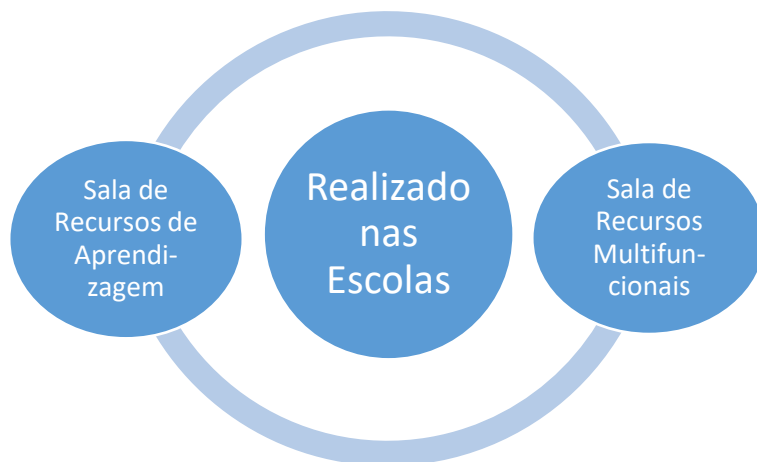 Sala de
Recursos de
Aprendi-
zagem
Realizado
nas
Escolas
Sala de
Recursos
Multifun-
cionais